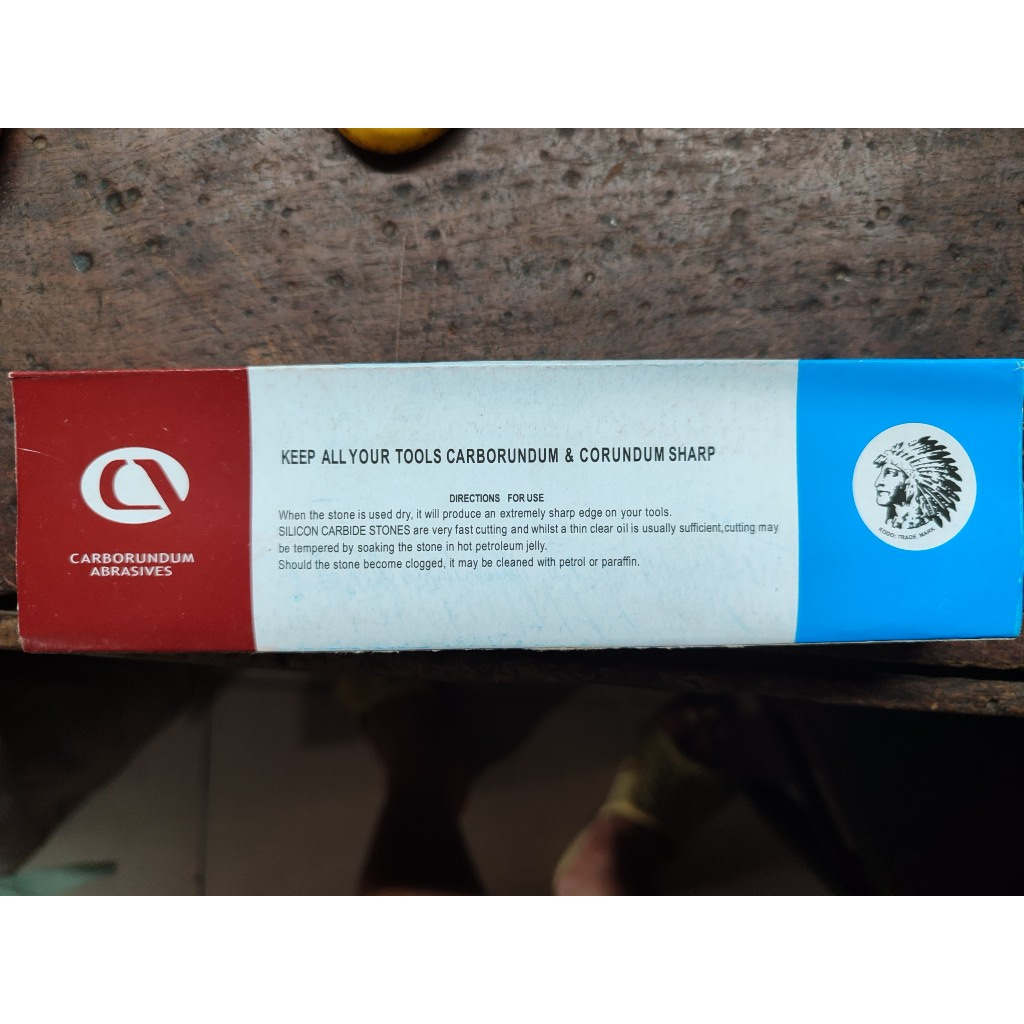 KEEP ALL YOUR TOOLS CARBORUNDUM & CORUNDUM SHARP
DIRECTIONS FOR USE
When the stone is used dry, it will produce an extremely sharp edge on your tools.
SILICON CARBIDE STONES are very fast cutting and whilst a thin clear oil is usually sufficient,cutting may
be tempered by soaking the stone in hot petroleum jelly.
Should the stone become clogged, it may be cleaned with petrol or paraffin.
CARBORUNDUM
ABRASIVES
KODO: TRADE MARK